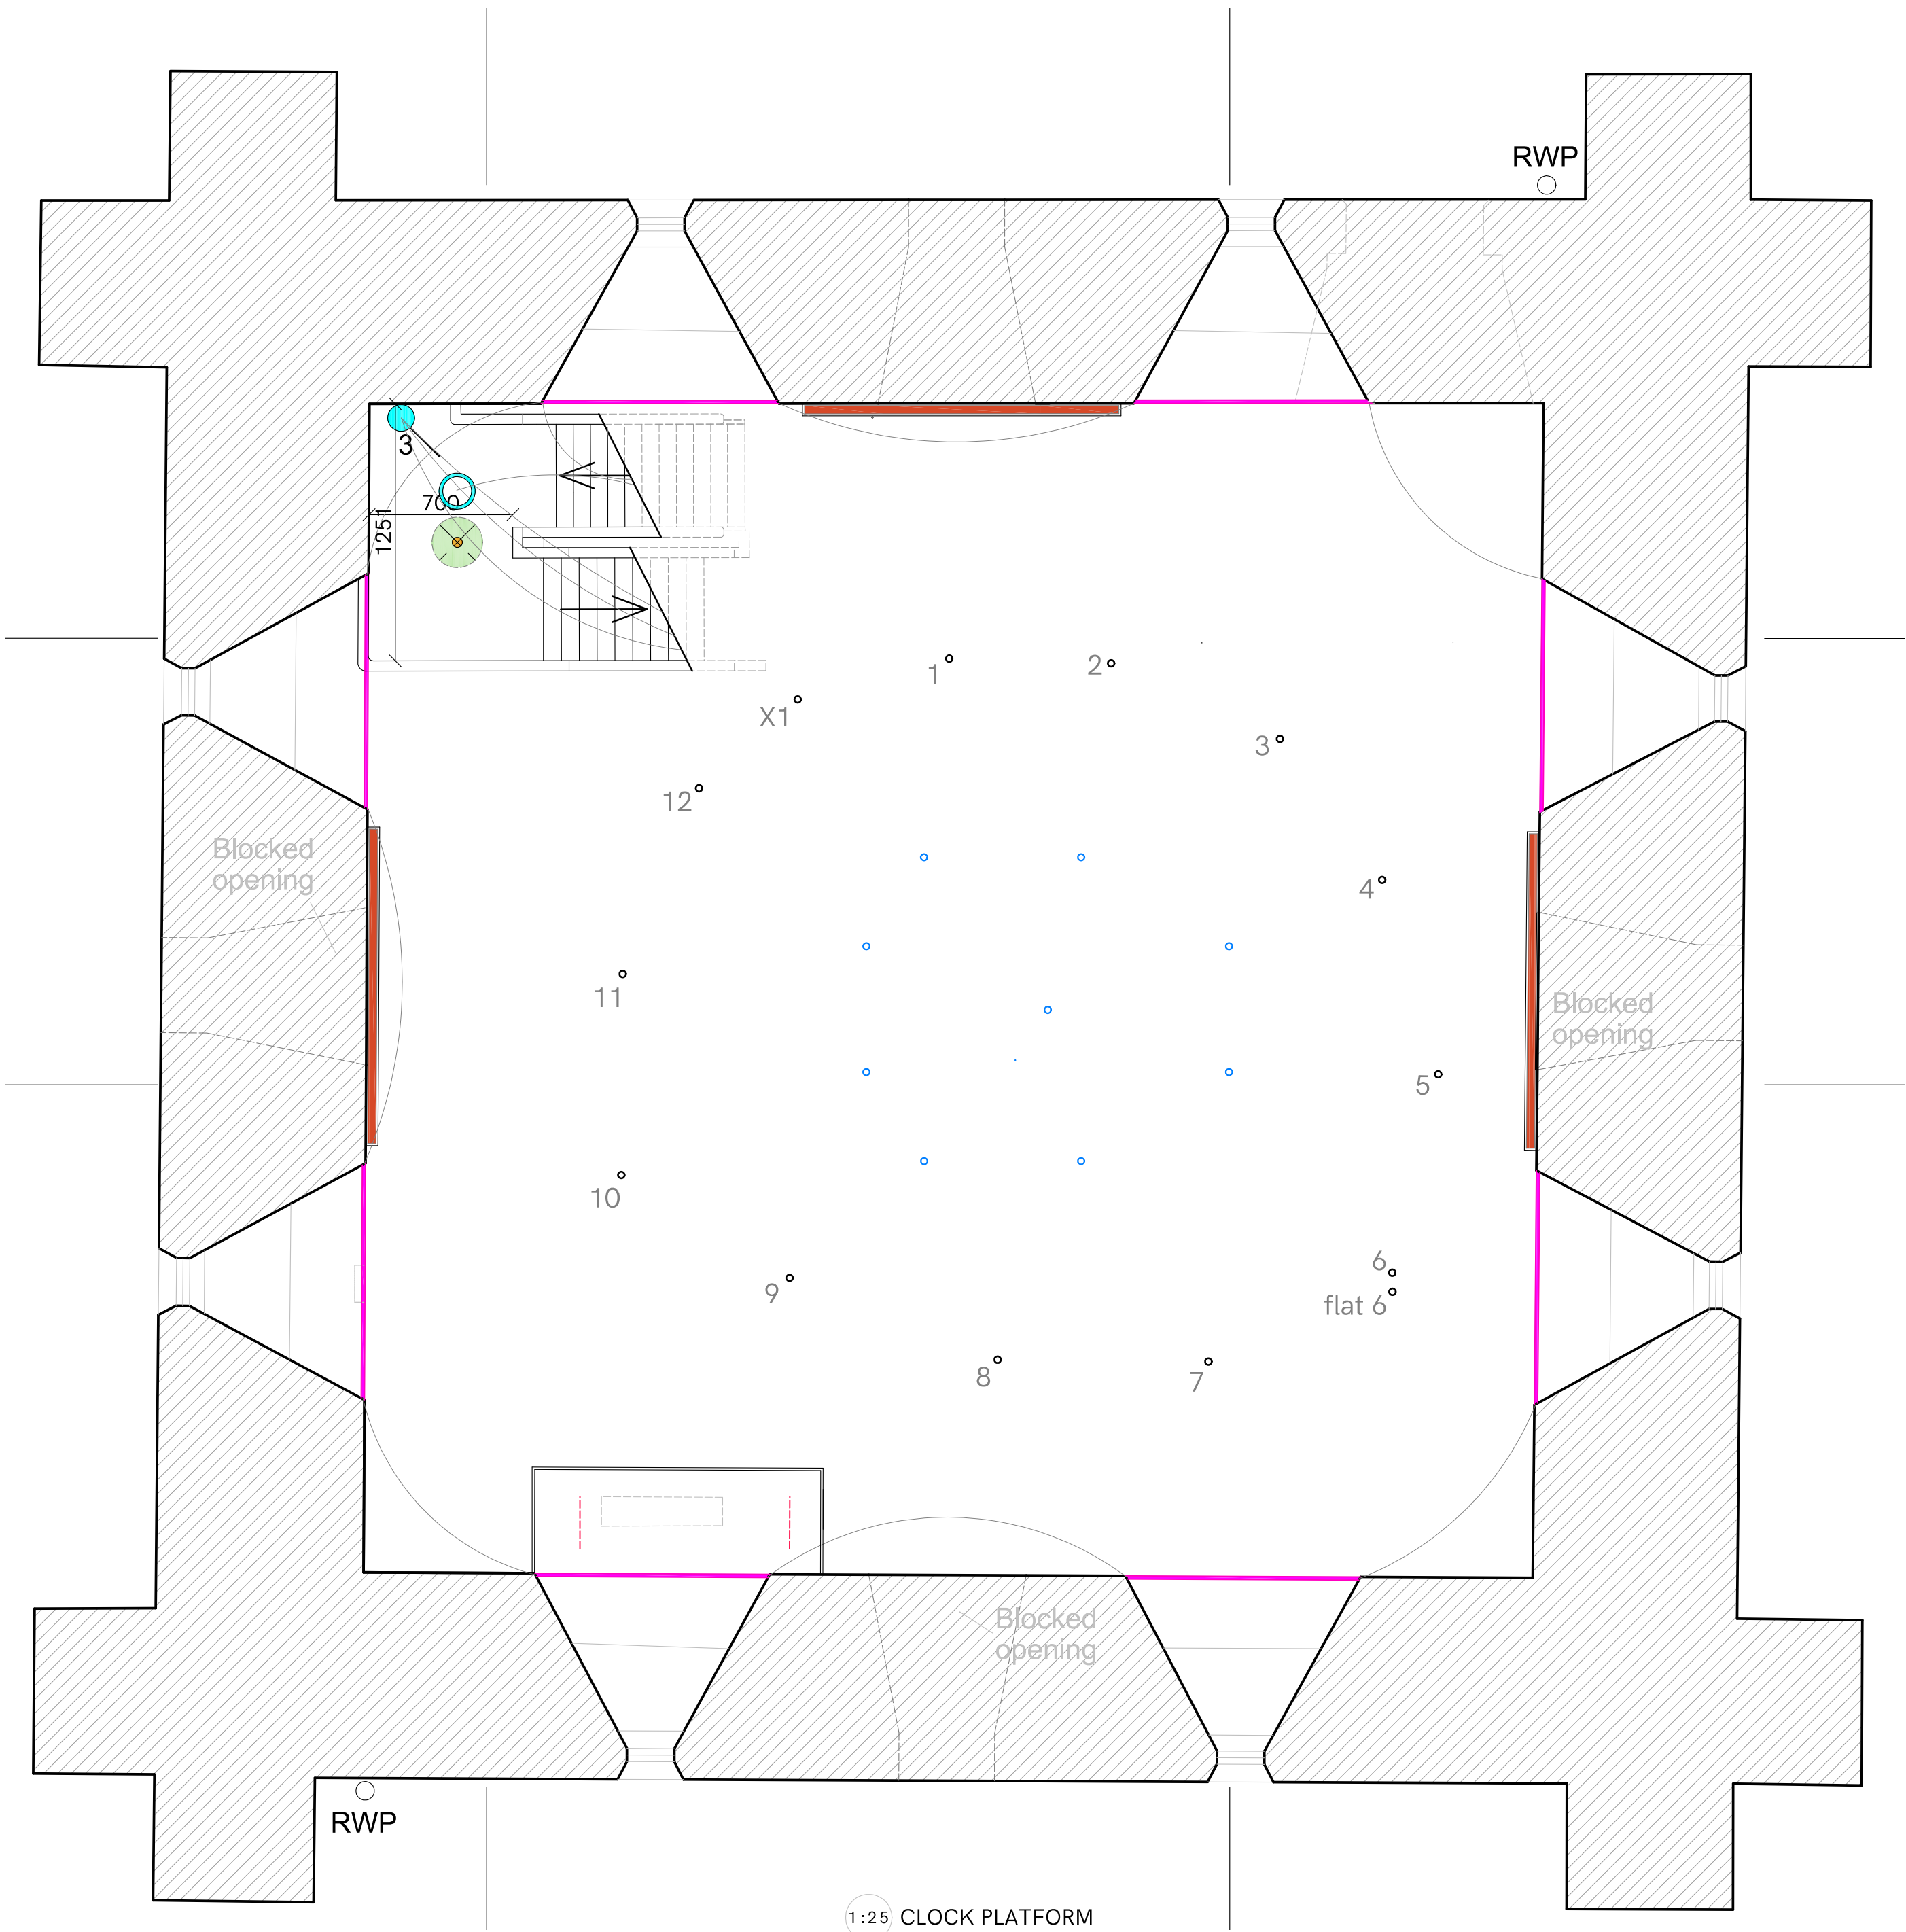 RWP
3
700
1251
1
2
X1
3
12
Blocked
opening
4
11
Blocked
opening
5
10
6
9
flat 6
8
7
Blocked
opening
RWP
1:25 CLOCK PLATFORM